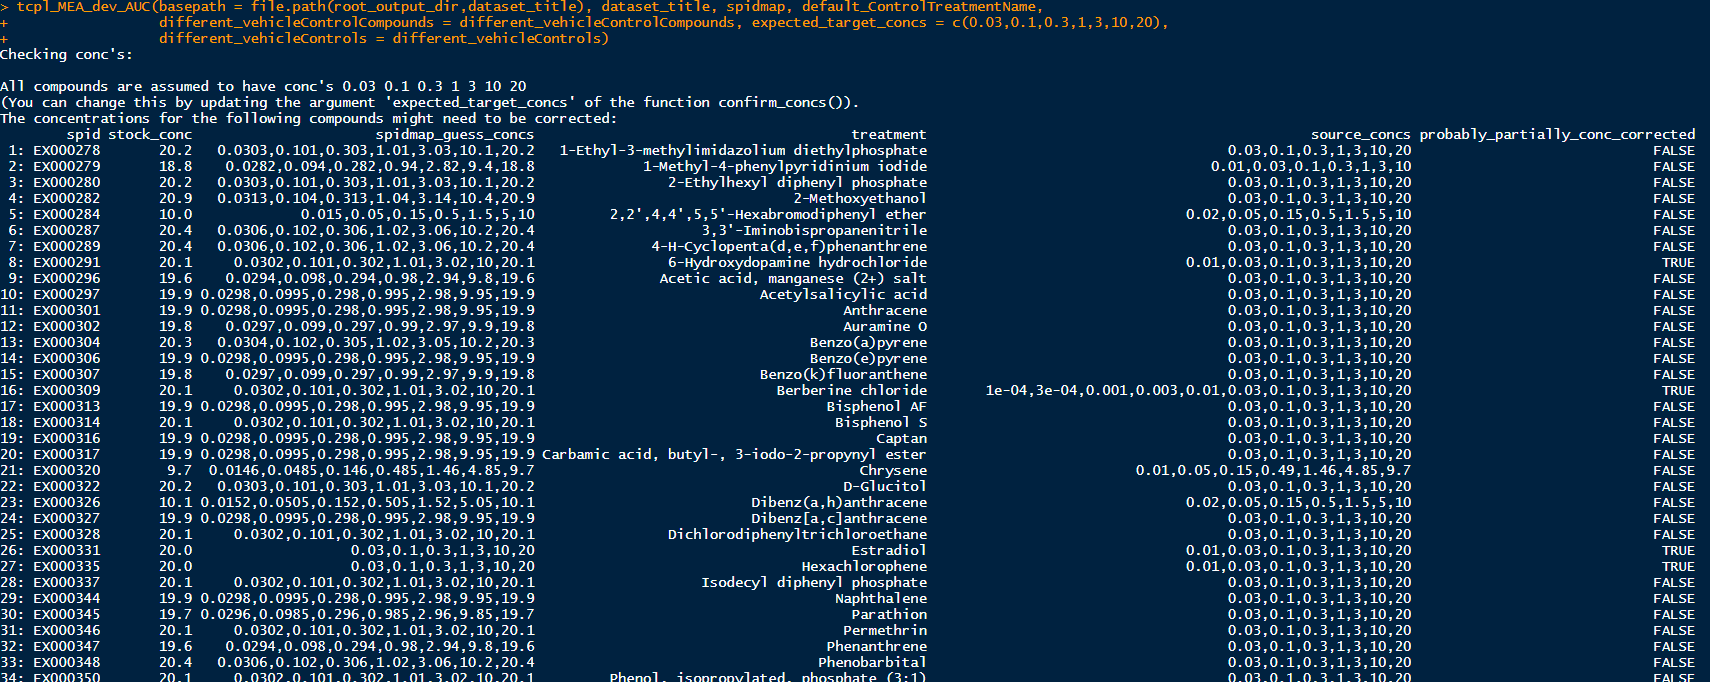 > tcpl_MEA_dev_AUC(basepath = file.path(root_output_dir,dataset_title), dataset_title, spidmap, default_ControlTreatmentName,
+ different_vehicleControlCompounds = different_vehicleControlCompounds, expected_target_concs = c(0.03,0.1,0.3,1,3,10,20),
+ different_vehicleControls = different_vehicleControls)
Checking conc's:
All compounds are assumed to have conc's 0.03 0.1 0.3 1 3 10 20
(You can change this by updating the argument 'expected_target_concs' of the function confirm_concs()).
The concentrations for the following compounds might need to be corrected:
spid stock_conc spidmap_guess_concs treatment source_concs probably_partially_conc_corrected
1: EX000278 20.2 0.0303,0.101,0.303,1.01,3.03,10.1,20.2 1-Ethyl-3-methylimidazolium diethylphosphate 0.03,0.1,0.3,1,3,10,20 FALSE
2: EX000279 18.8 0.0282,0.094,0.282,0.94,2.82,9.4,18.8 1-Methyl-4-phenylpyridinium iodide 0.01,0.03,0.1,0.3,1,3,10 FALSE
3: EX000280 20.2 0.0303,0.101,0.303,1.01,3.03,10.1,20.2 2-Ethylhexyl diphenyl phosphate 0.03,0.1,0.3,1,3,10,20 FALSE
4: EX000282 20.9 0.0313,0.104,0.313,1.04,3.14,10.4,20.9 2-Methoxyethanol 0.03,0.1,0.3,1,3,10,20 FALSE
5: EX000284 10.0 0.015,0.05,0.15,0.5,1.5,5,10 2,2',4,4',5,5'-Hexabromodiphenyl ether 0.02,0.05,0.15,0.5,1.5,5,10 FALSE
6: EX000287 20.4 0.0306,0.102,0.306,1.02,3.06,10.2,20.4 3,3'-Iminobispropanenitrile 0.03,0.1,0.3,1,3,10,20 FALSE
7: EX000289 20.4 0.0306,0.102,0.306,1.02,3.06,10.2,20.4 4-H-Cyclopenta(d,e,f)phenanthrene 0.03,0.1,0.3,1,3,10,20 FALSE
8: EX000291 20.1 0.0302,0.101,0.302,1.01,3.02,10,20.1 6-Hydroxydopamine hydrochloride 0.01,0.03,0.1,0.3,1,3,10,20 TRUE
9: EX000296 19.6 0.0294,0.098,0.294,0.98,2.94,9.8,19.6 Acetic acid, manganese (2+) salt 0.03,0.1,0.3,1,3,10,20 FALSE
10: EX000297 19.9 0.0298,0.0995,0.298,0.995,2.98,9.95,19.9 Acetylsalicylic acid 0.03,0.1,0.3,1,3,10,20 FALSE
11: EX000301 19.9 0.0298,0.0995,0.298,0.995,2.98,9.95,19.9 Anthracene 0.03,0.1,0.3,1,3,10,20 FALSE
12: EX000302 19.8 0.0297,0.099,0.297,0.99,2.97,9.9,19.8 Auramine O 0.03,0.1,0.3,1,3,10,20 FALSE
13: EX000304 20.3 0.0304,0.102,0.305,1.02,3.05,10.2,20.3 Benzo(a)pyrene 0.03,0.1,0.3,1,3,10,20 FALSE
14: EX000306 19.9 0.0298,0.0995,0.298,0.995,2.98,9.95,19.9 Benzo(e)pyrene 0.03,0.1,0.3,1,3,10,20 FALSE
15: EX000307 19.8 0.0297,0.099,0.297,0.99,2.97,9.9,19.8 Benzo(k)fluoranthene 0.03,0.1,0.3,1,3,10,20 FALSE
16: EX000309 20.1 0.0302,0.101,0.302,1.01,3.02,10,20.1 Berberine chloride 1e-04,3e-04,0.001,0.003,0.01,0.03,0.1,0.3,1,3,10,20 TRUE
17: EX000313 19.9 0.0298,0.0995,0.298,0.995,2.98,9.95,19.9 Bisphenol AF 0.03,0.1,0.3,1,3,10,20 FALSE
18: EX000314 20.1 0.0302,0.101,0.302,1.01,3.02,10,20.1 Bisphenol S 0.03,0.1,0.3,1,3,10,20 FALSE
19: EX000316 19.9 0.0298,0.0995,0.298,0.995,2.98,9.95,19.9 Captan 0.03,0.1,0.3,1,3,10,20 FALSE
20: EX000317 19.9 0.0298,0.0995,0.298,0.995,2.98,9.95,19.9 Carbamic acid, butyl-, 3-iodo-2-propynyl ester 0.03,0.1,0.3,1,3,10,20 FALSE
21: EX000320 9.7 0.0146,0.0485,0.146,0.485,1.46,4.85,9.7 Chrysene 0.01,0.05,0.15,0.49,1.46,4.85,9.7 FALSE
22: EX000322 20.2 0.0303,0.101,0.303,1.01,3.03,10.1,20.2 D-Glucitol 0.03,0.1,0.3,1,3,10,20 FALSE
23: EX000326 10.1 0.0152,0.0505,0.152,0.505,1.52,5.05,10.1 Dibenz(a,h)anthracene 0.02,0.05,0.15,0.5,1.5,5,10 FALSE
24: EX000327 19.9 0.0298,0.0995,0.298,0.995,2.98,9.95,19.9 Dibenz[a,c]anthracene 0.03,0.1,0.3,1,3,10,20 FALSE
25: EX000328 20.1 0.0302,0.101,0.302,1.01,3.02,10,20.1 Dichlorodiphenyltrichloroethane 0.03,0.1,0.3,1,3,10,20 FALSE
26: EX000331 20.0 0.03,0.1,0.3,1,3,10,20 Estradiol 0.01,0.03,0.1,0.3,1,3,10,20 TRUE
27: EX000335 20.0 0.03,0.1,0.3,1,3,10,20 Hexachlorophene 0.01,0.03,0.1,0.3,1,3,10,20 TRUE
28: EX000337 20.1 0.0302,0.101,0.302,1.01,3.02,10,20.1 Isodecyl diphenyl phosphate 0.03,0.1,0.3,1,3,10,20 FALSE
29: EX000344 19.9 0.0298,0.0995,0.298,0.995,2.98,9.95,19.9 Naphthalene 0.03,0.1,0.3,1,3,10,20 FALSE
30: EX000345 19.7 0.0296,0.0985,0.296,0.985,2.96,9.85,19.7 Parathion 0.03,0.1,0.3,1,3,10,20 FALSE
31: EX000346 20.1 0.0302,0.101,0.302,1.01,3.02,10,20.1 Permethrin 0.03,0.1,0.3,1,3,10,20 FALSE
32: EX000347 19.6 0.0294,0.098,0.294,0.98,2.94,9.8,19.6 Phenanthrene 0.03,0.1,0.3,1,3,10,20 FALSE
33: EX000348 20.4 0.0306,0.102,0.306,1.02,3.06,10.2,20.4 Phenobarbital 0.03,0.1,0.3,1,3,10,20 FALSE
34: EX000350 20.1 0.0302,0.101,0.302,1.01,3.02,10,20.1 Phenol, isopropylated, phosphate (3:1) 0.03,0.1,0.3,1,3,10,20 FALSE